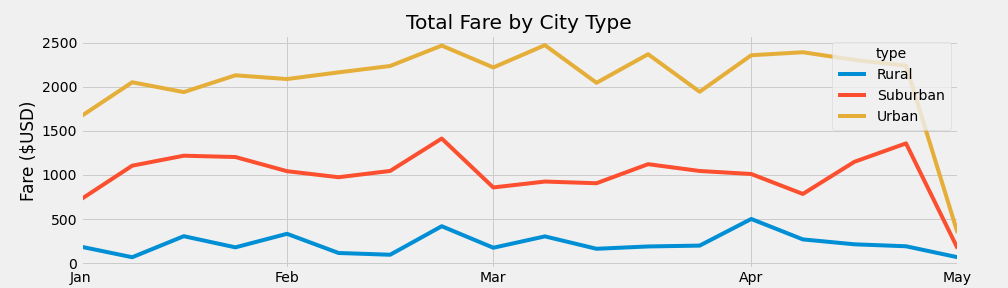 Total Fare by City Type
Fare ($USD)
2500
2000
1500
1000
500
0
Jan
Feb
Mar
Apr
May
type
Rural
Suburban
Urban